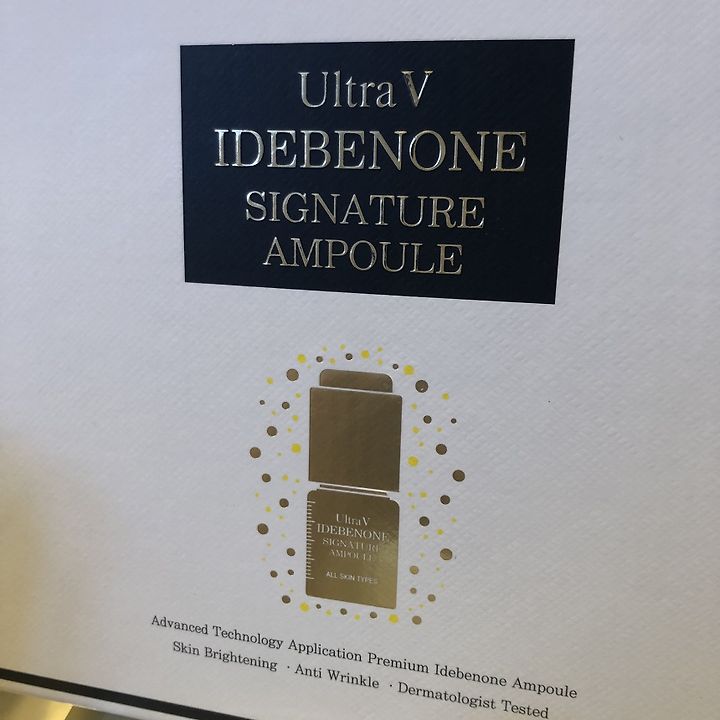 Ultra V
IDEBENONE
SIGNATURE
AMPOULE
Ultra V
IDEBENONE
SIGNATURE
AMPOULE
ALL SKIN TYPES
Advanced Technology Application Premium Idebenone Ampoule
Skin Brightening · Anti Wrinkle · Dermatologist Tested